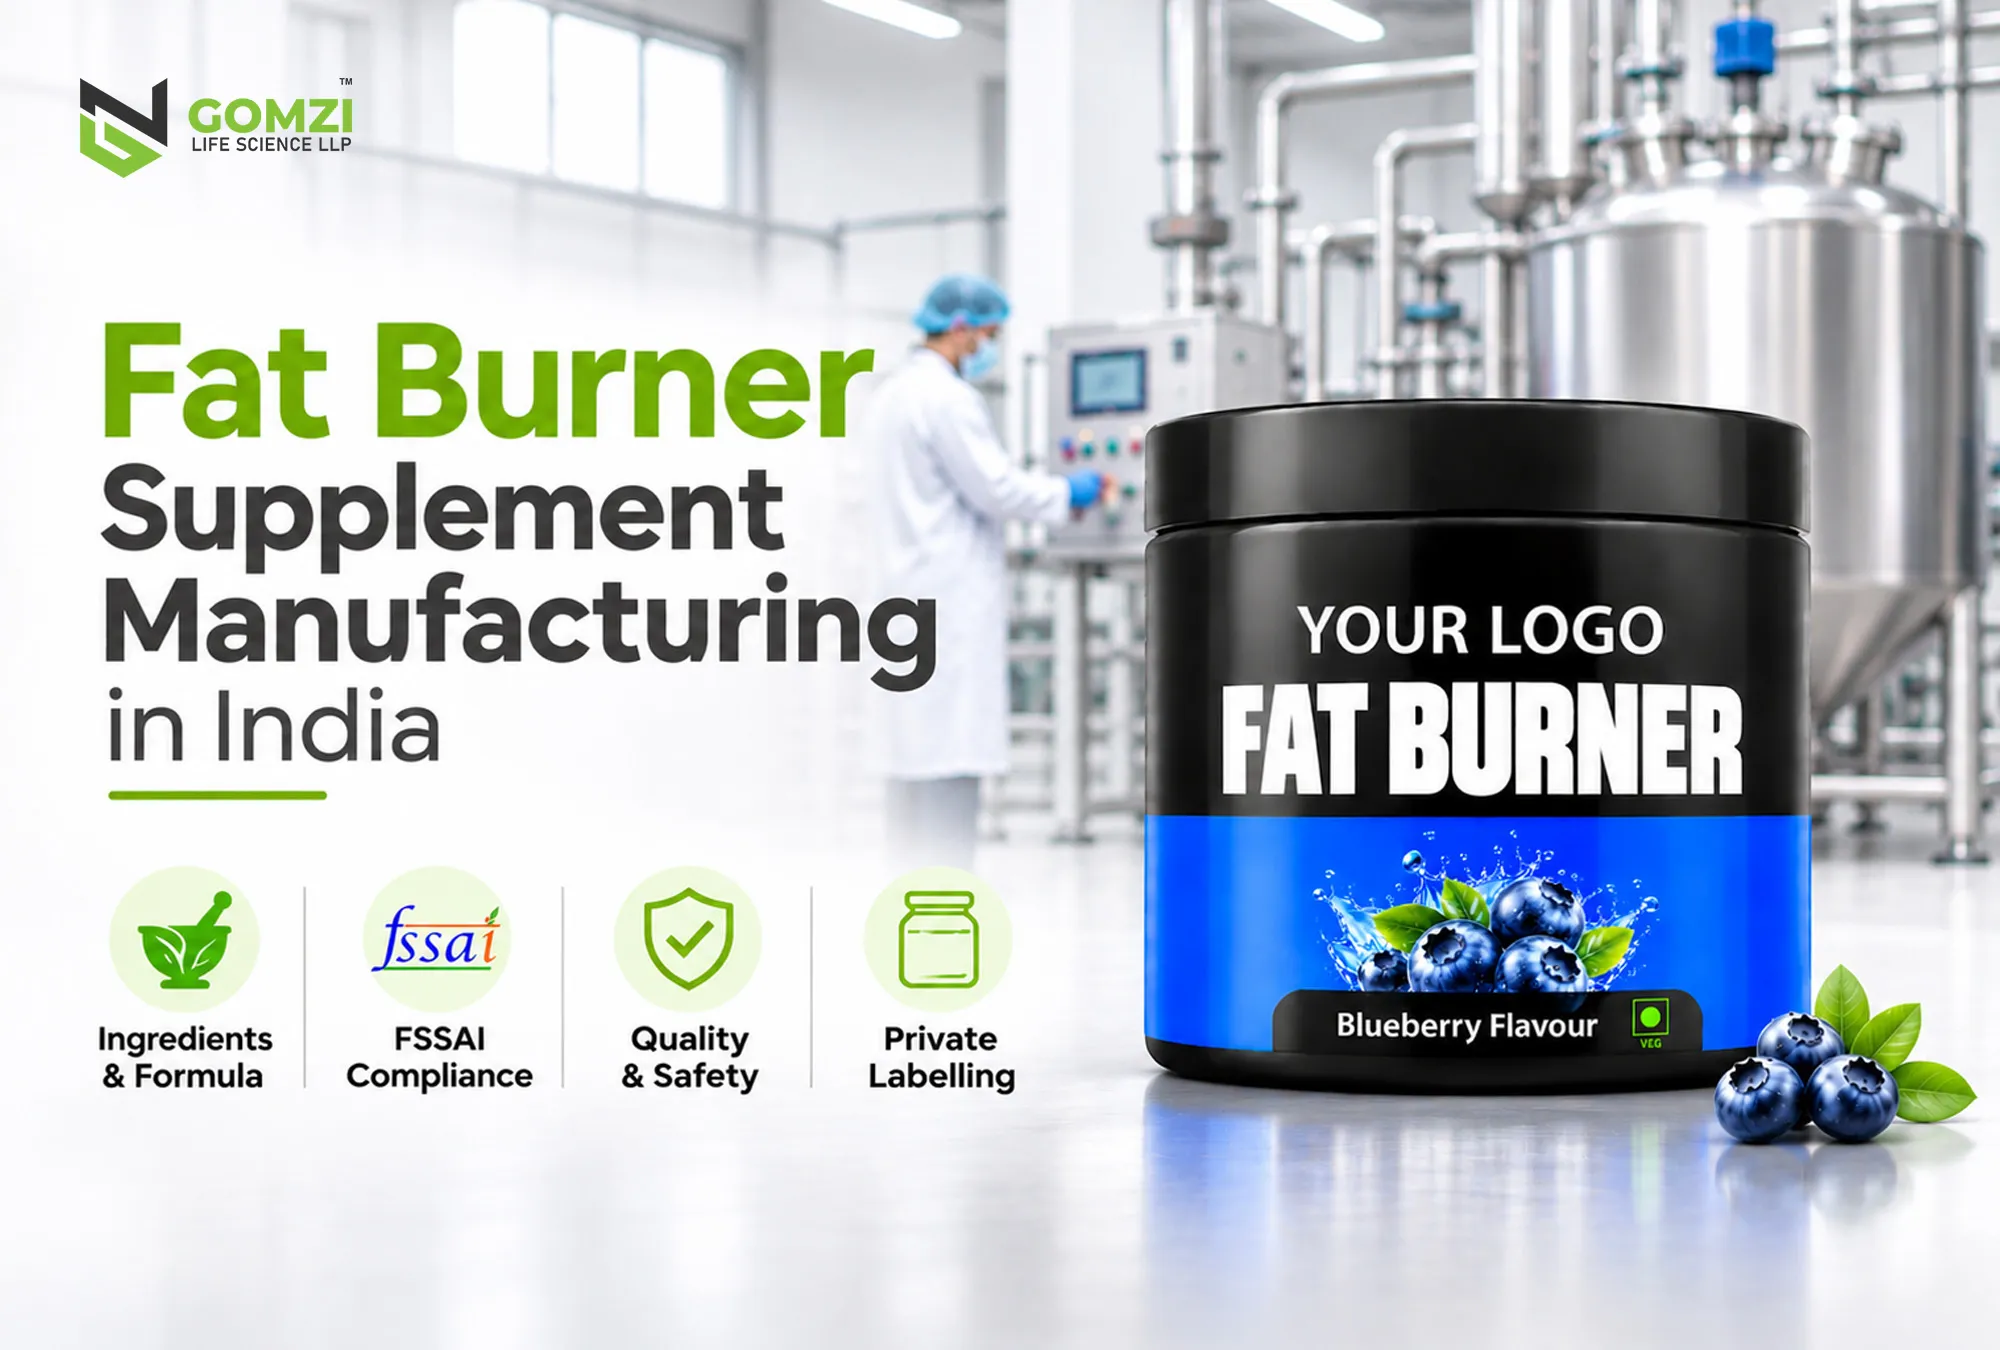 TM
GOMZI
LIFE SCIENCE LLP
Fat Burner
Supplement
Manufacturing
in India
Ingredients
& Formula
fssai
FSSAI
Compliance
Quality
& Safety
Private
Labelling
YOUR LOGO
FAT BURNER
Blueberry Flavour
VEG